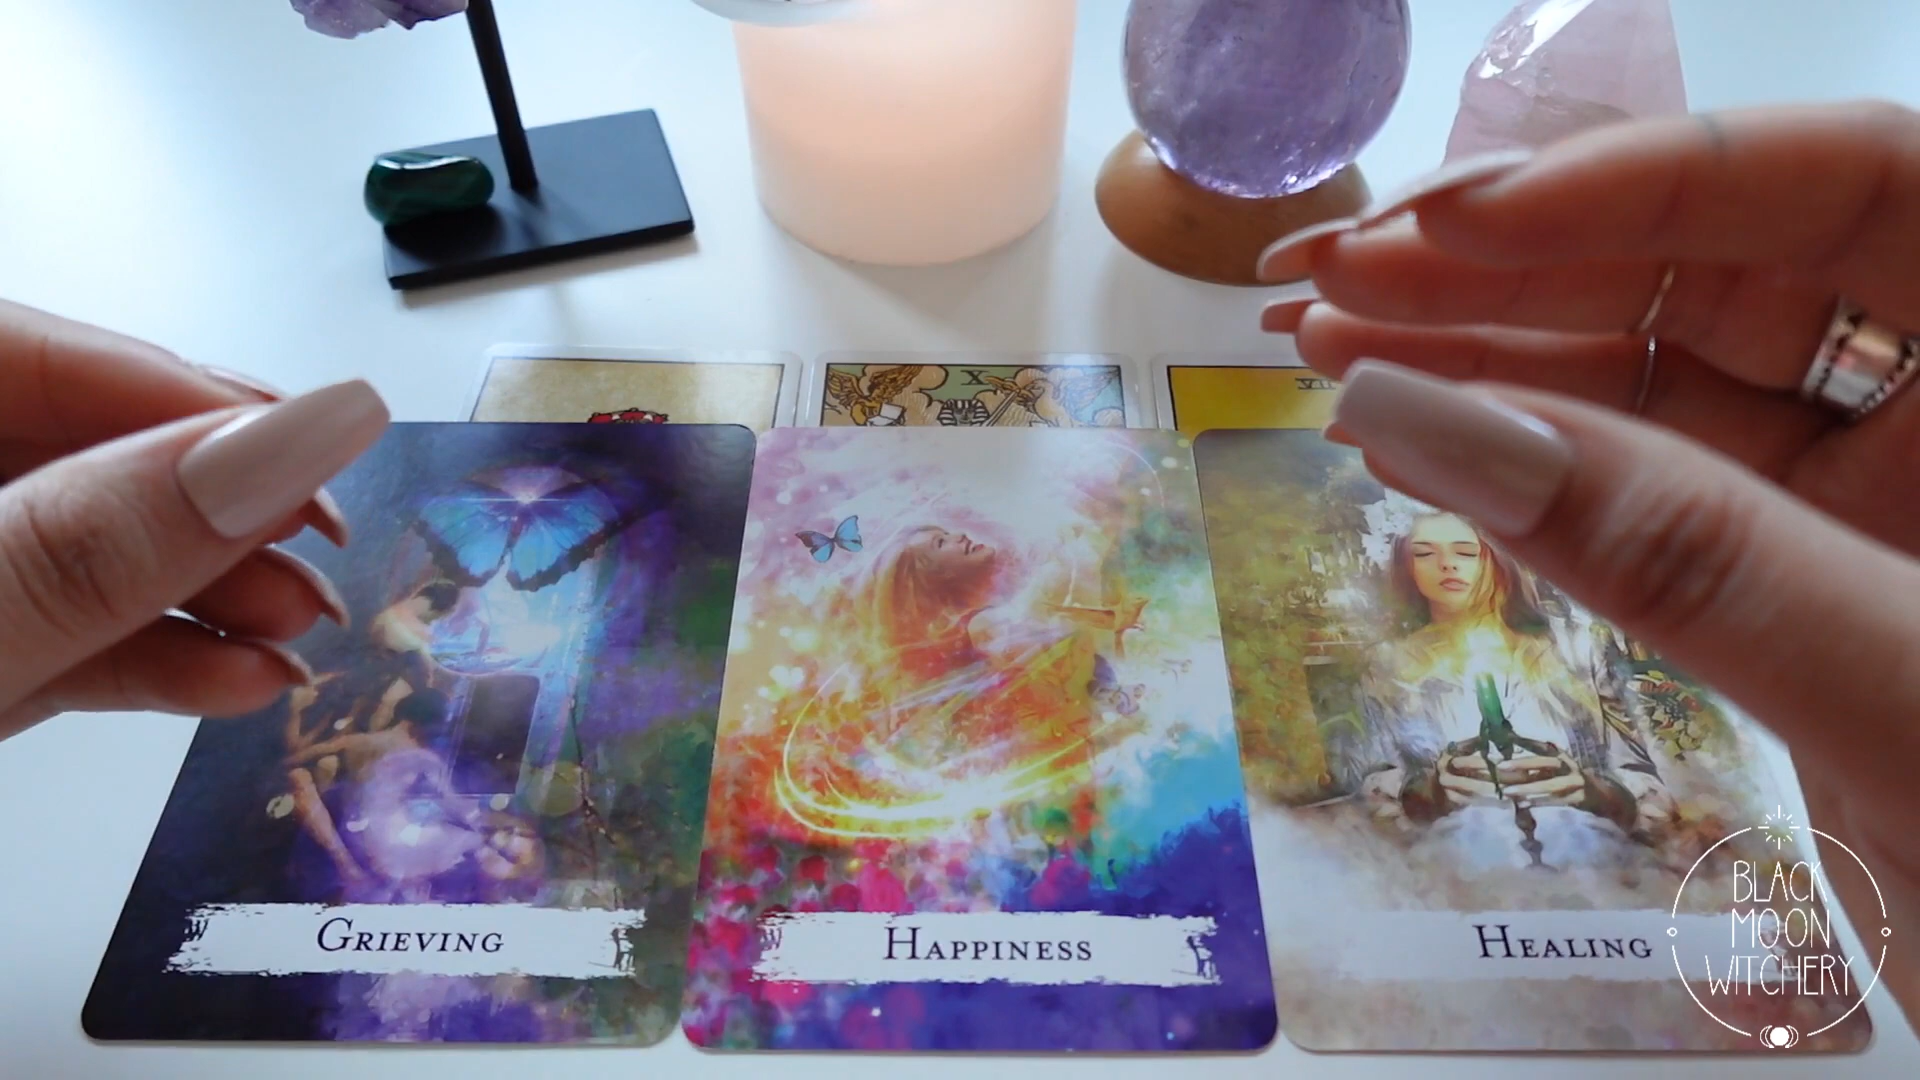 X
Grieving
Happiness
Healing
BLACK
MOON
WITCHERY